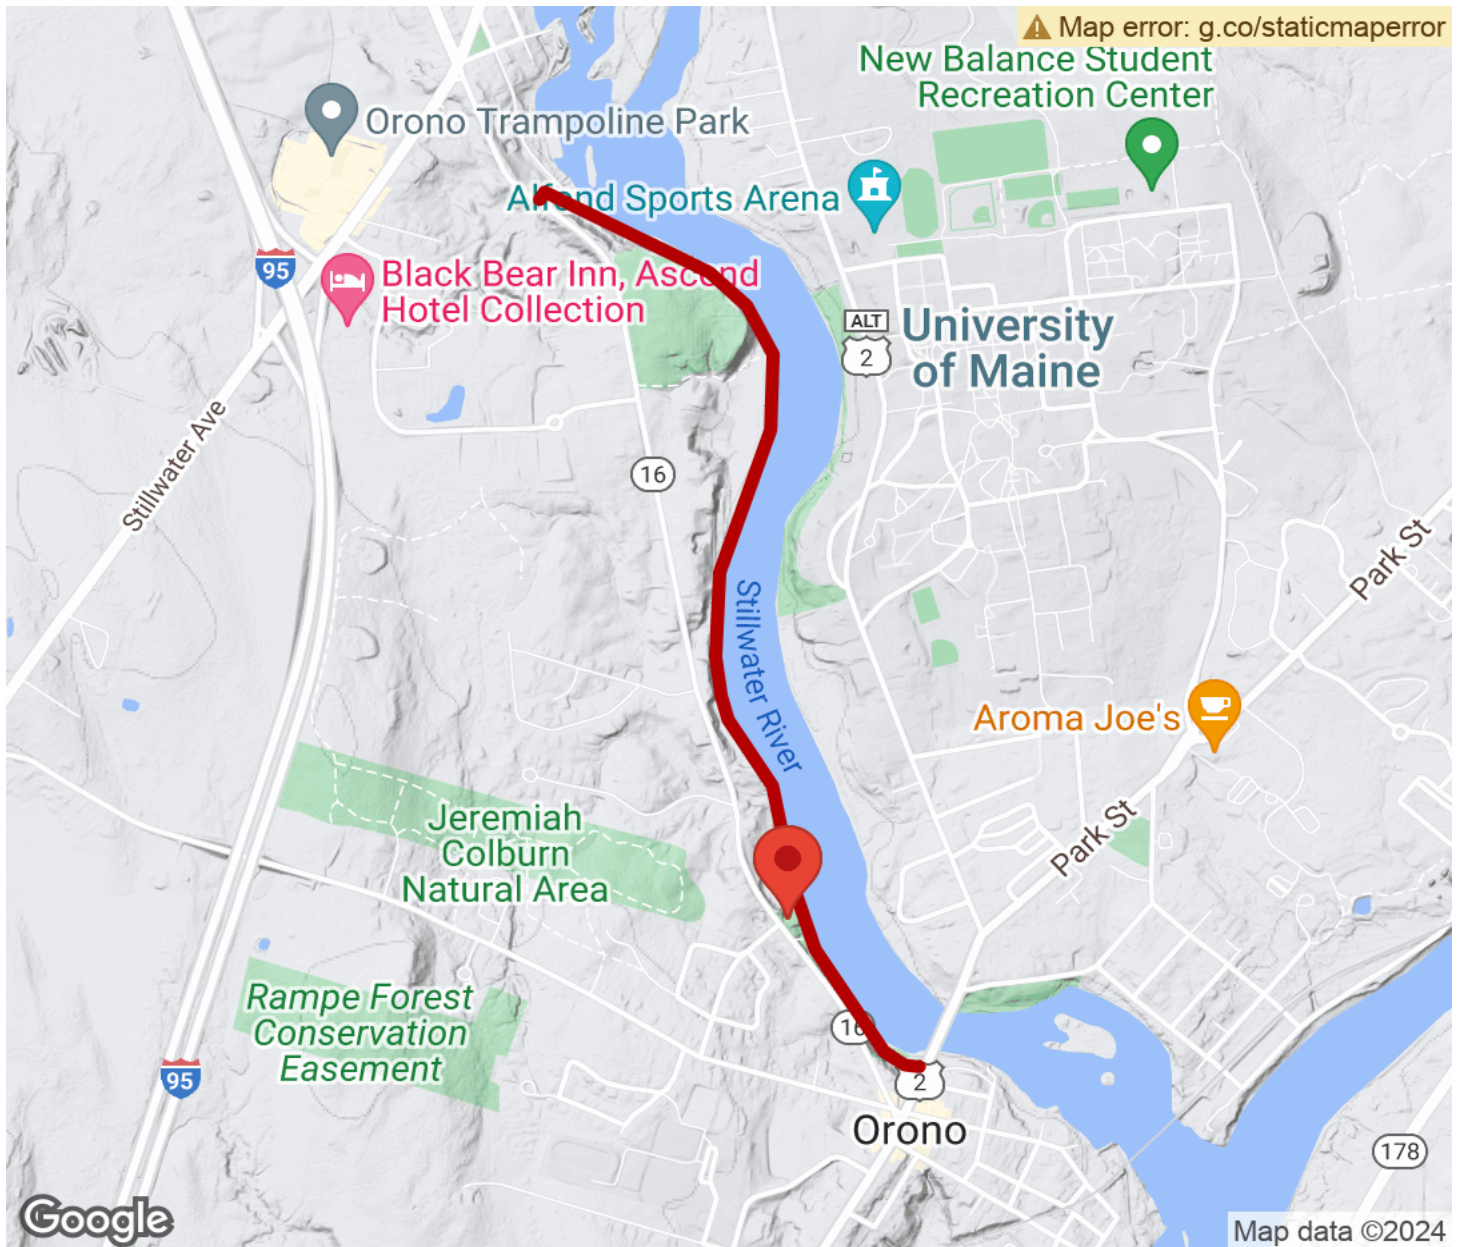 Map error: g.co/staticmaperror
New Balance Student
Recreation Center
Orono Trampoline Park
Alfond Sports Arena
95
Black Bear Inn, Ascend
Hotel Collection
ALT
2
University
of Maine
Stillwater Ave
16
Park St
Stillwater River
Aroma Joe's
Park St
Jeremiah
Colburn
Natural Area
Rampe Forest
Conservation
Easement
16
95
2
Orono
178
Google
Map data ©2024